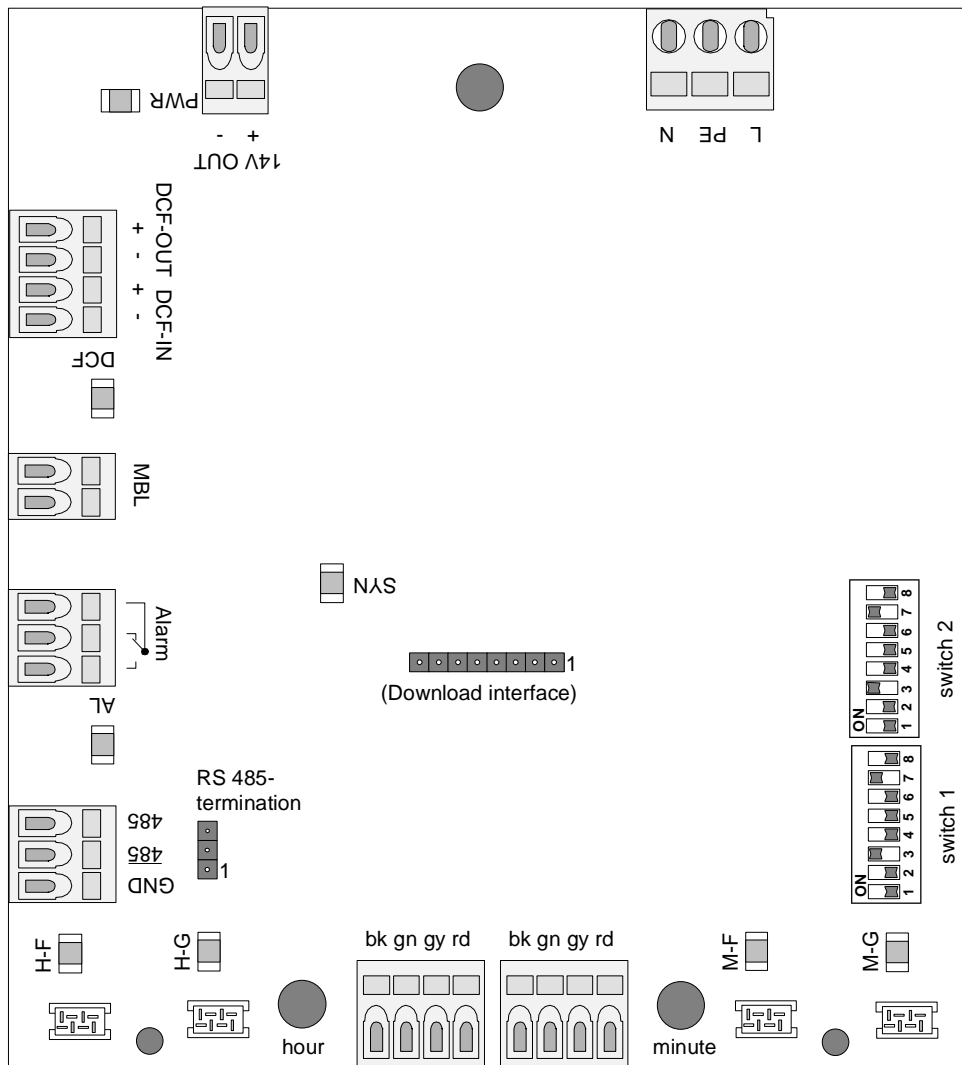 PWR
- +
14V OUT
N PE L
DCF-OUT
+
-
DCF-IN
+
-
DCF
MBL
SYN
Alarm
1
(Download interface)
AL
8
7
6
5
4
3
2
1
ON
switch 2
RS 485-
termination
1
485
485
GND
8
7
6
5
4
3
2
1
ON
switch 1
H-F
H-G
bk gn gy rd
bk gn gy rd
M-F
M-G
hour
minute